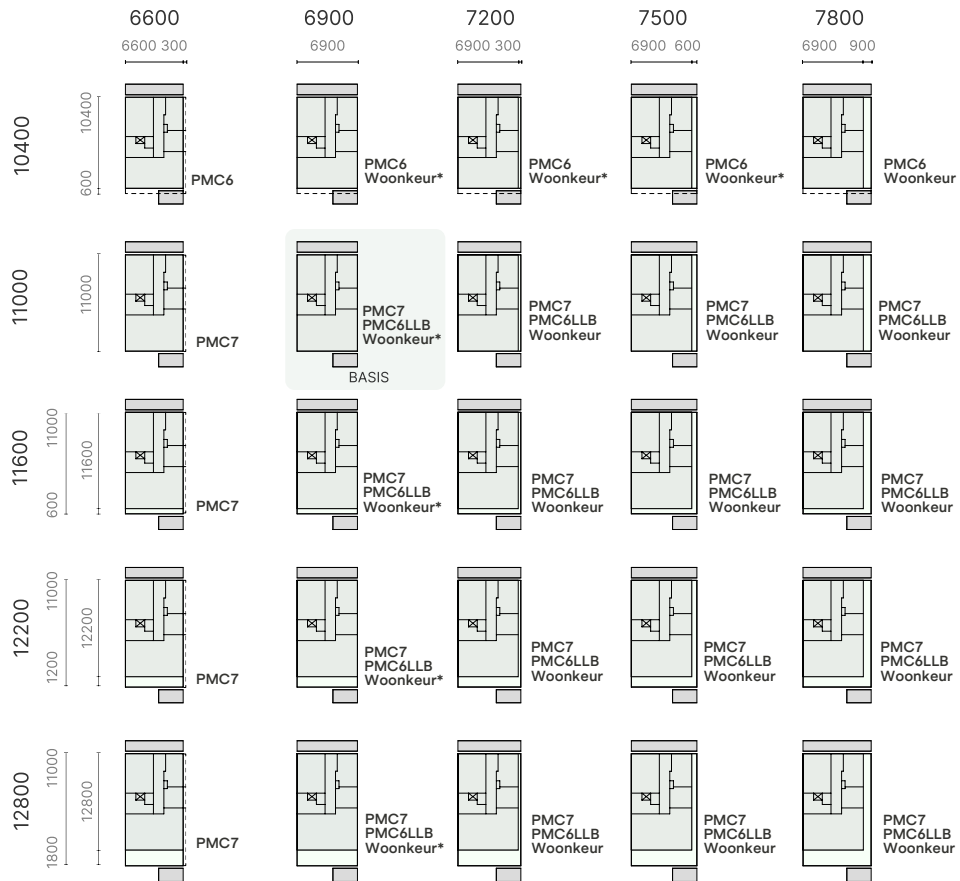 6600 6900 7200 7500 7800
6600 300 6900 6900 300 6900 600 6900 900
10400
10400
600
PMC6
PMC6
Woonkeur*
PMC6
Woonkeur*
PMC6
Woonkeur*
PMC6
Woonkeur
11000
11000
PMC7
PMC7
PMC6LLB
Woonkeur*
BASIS
PMC7
PMC6LLB
Woonkeur
PMC7
PMC6LLB
Woonkeur
PMC7
PMC6LLB
Woonkeur
11600
11000
600
11600
PMC7
PMC7
PMC6LLB
Woonkeur*
PMC7
PMC6LLB
Woonkeur
PMC7
PMC6LLB
Woonkeur
PMC7
PMC6LLB
Woonkeur
12200
11000
1200
12200
PMC7
PMC7
PMC6LLB
Woonkeur*
PMC7
PMC6LLB
Woonkeur
PMC7
PMC6LLB
Woonkeur
PMC7
PMC6LLB
Woonkeur
12800
11000
1800
12800
PMC7
PMC7
PMC6LLB
Woonkeur*
PMC7
PMC6LLB
Woonkeur
PMC7
PMC6LLB
Woonkeur
PMC7
PMC6LLB
Woonkeur